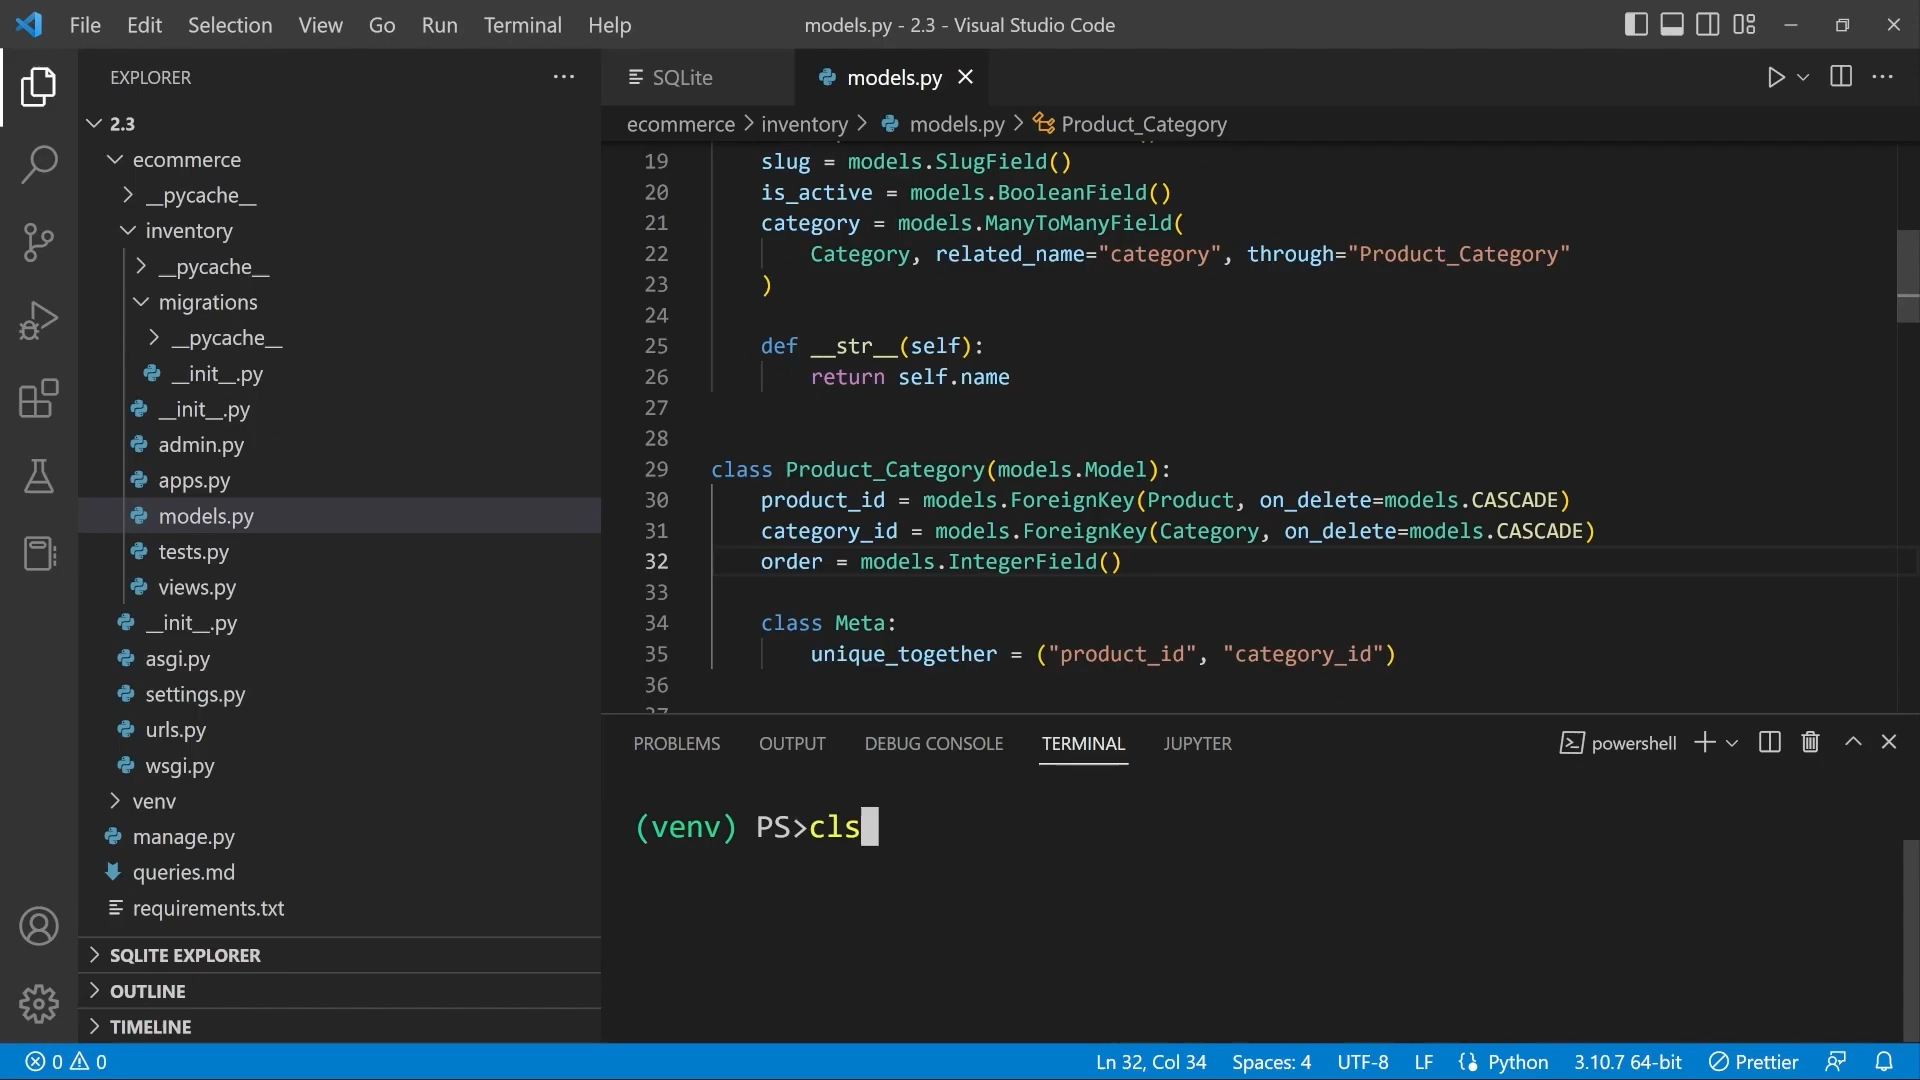 File Edit Selection View Go Run Terminal Help
models.py - 2.3 - Visual Studio Code
EXPLORER
2.3
ecommerce
__pycache__
inventory
__pycache__
migrations
__pycache__
__init__.py
__init__.py
admin.py
apps.py
models.py
tests.py
views.py
__init__.py
asgi.py
settings.py
urls.py
wsgi.py
venv
manage.py
queries.md
requirements.txt
SQLITE EXPLORER
OUTLINE
TIMELINE
SQLite models.py
ecommerce > inventory > models.py > Product_Category
19 slug = models.SlugField()
20 is_active = models.BooleanField()
21 category = models.ManyToManyField(
22 Category, related_name="category", through="Product_Category"
23 )
24
25 def __str__(self):
26 return self.name
27
28
29 class Product_Category(models.Model):
30 product_id = models.ForeignKey(Product, on_delete=models.CASCADE)
31 category_id = models.ForeignKey(Category, on_delete=models.CASCADE)
32 order = models.IntegerField()
33
34 class Meta:
35 unique_together = ("product_id", "category_id")
36
PROBLEMS OUTPUT DEBUG CONSOLE TERMINAL JUPYTER
powershell
(venv) PS>cls
0 0
Ln 32, Col 34 Spaces: 4 UTF-8 LF Python 3.10.7 64-bit Prettier